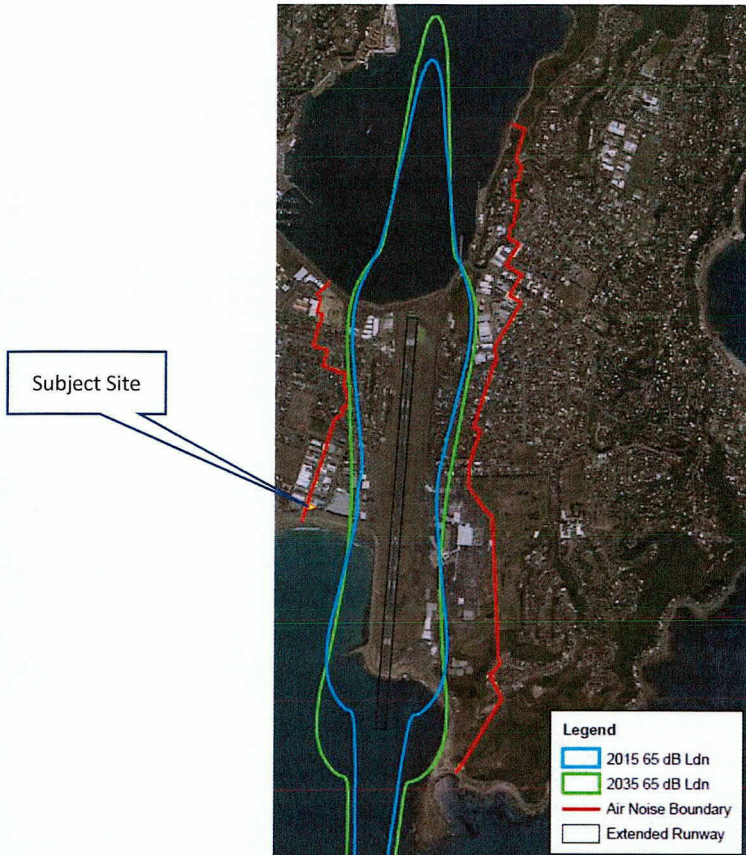 Subject Site
Legend
2015 65 dB Ldn
2035 65 dB Ldn
Air Noise Boundary
Extended Runway